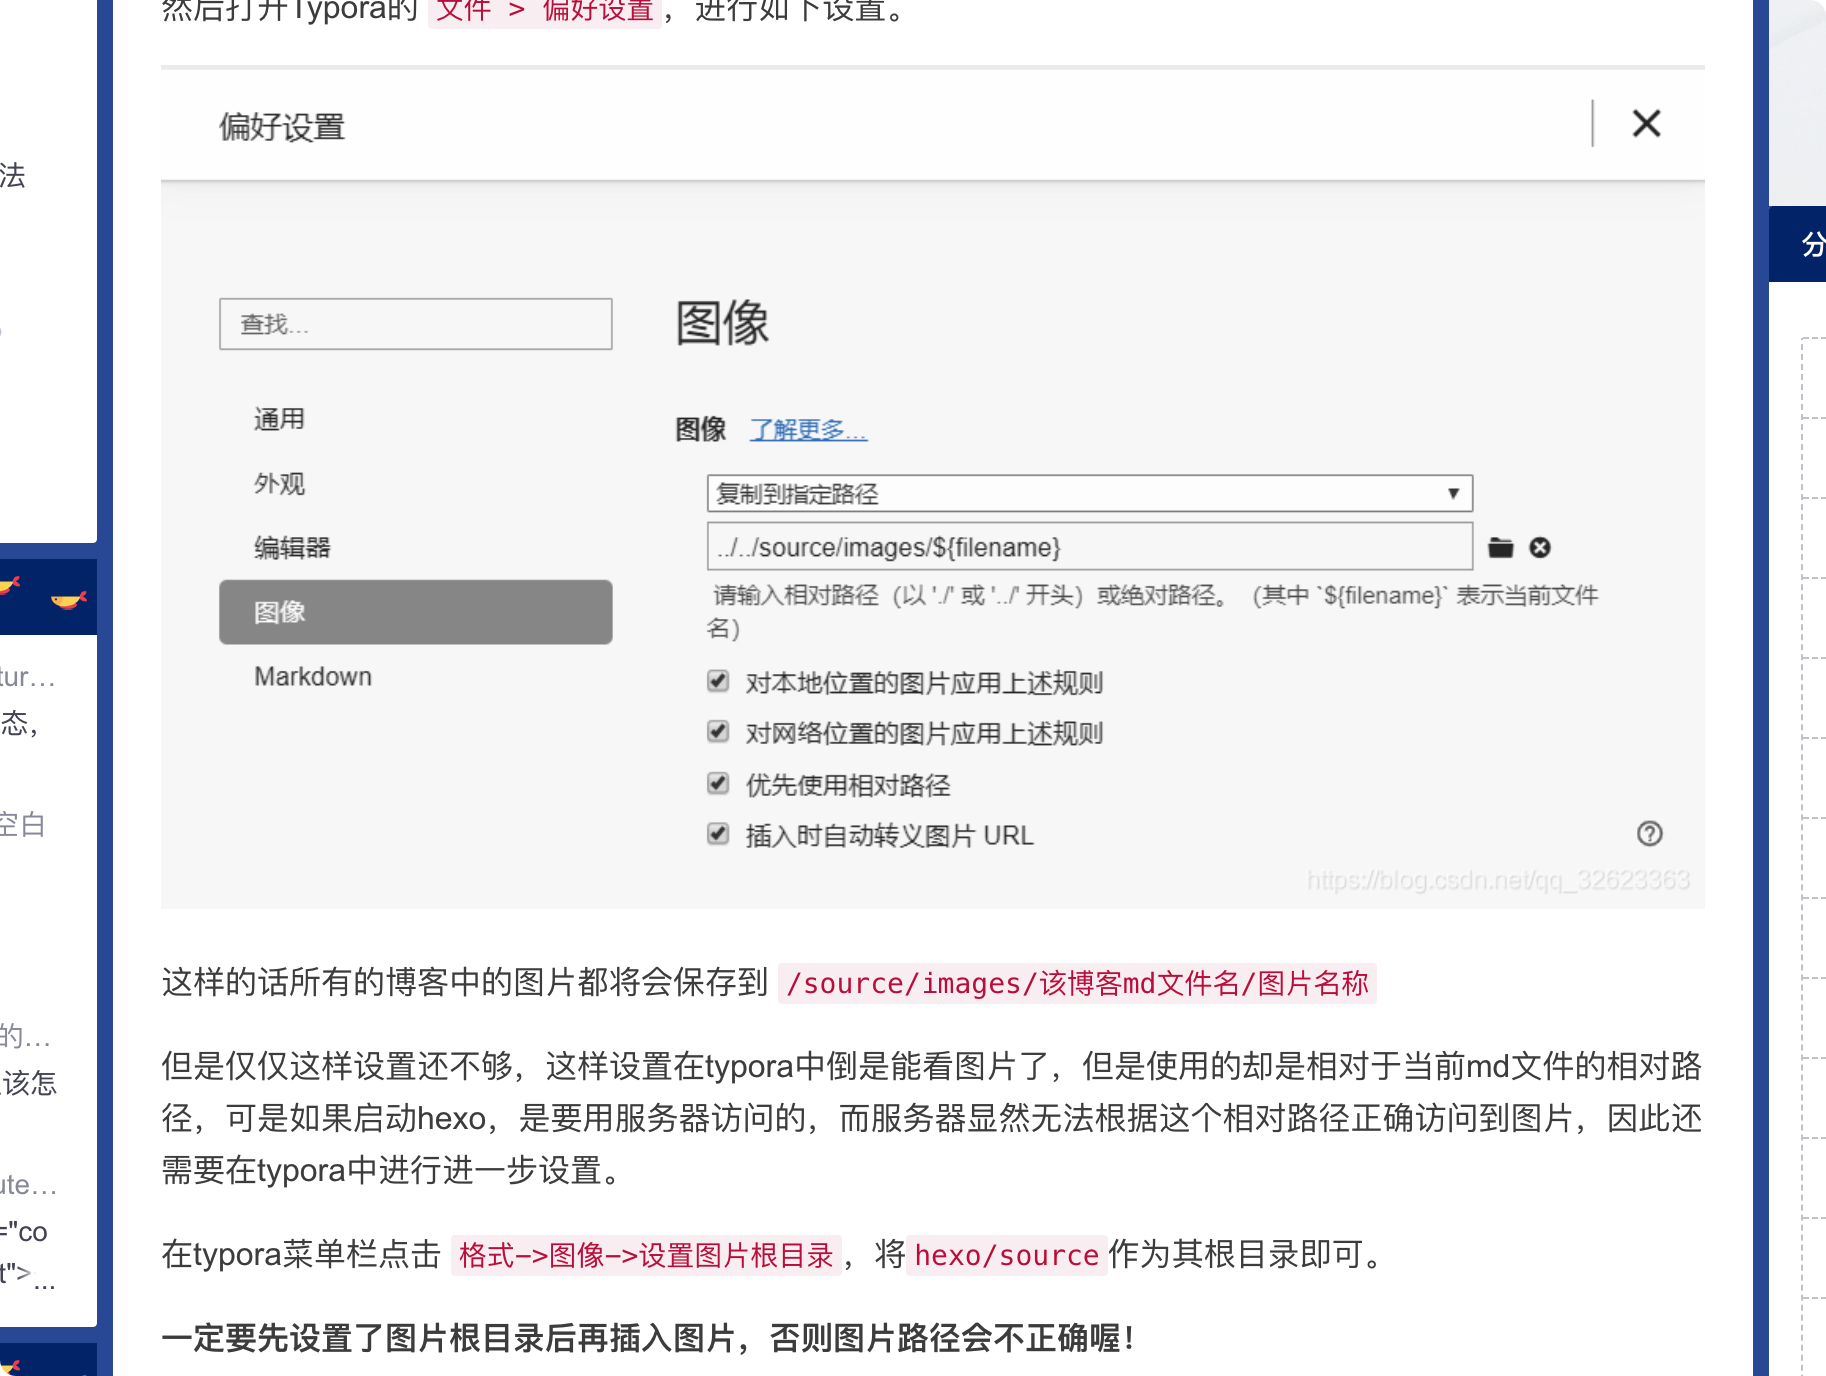 然后打开Typora的 文件 > 偏好设置，进行如下设置。
偏好设置
法
分
查找...
图像
通用
图像 了解更多...
外观
复制到指定路径
编辑器
../../source/images/${filename}
图像
请输入相对路径（以 './' 或 '../' 开头）或绝对路径。 （其中 `${filename}` 表示当前文件
名）
Markdown
对本地位置的图片应用上述规则
对网络位置的图片应用上述规则
优先使用相对路径
插入时自动转义图片 URL
https://blog.csdn.net/qq_32623363
tur...
态，
空白
的...
该怎
ute...
="co
t">...
这样的话所有的博客中的图片都将会保存到 /source/images/该博客md文件名/图片名称
但是仅仅这样设置还不够，这样设置在typora中倒是能看图片了，但是使用的却是相对于当前md文件的相对路
径，可是如果启动hexo，是要用服务器访问的，而服务器显然无法根据这个相对路径正确访问到图片，因此还
需要在typora中进行进一步设置。
在typora菜单栏点击 格式->图像->设置图片根目录，将 hexo/source 作为其根目录即可。
一定要先设置了图片根目录后再插入图片，否则图片路径会不正确喔！